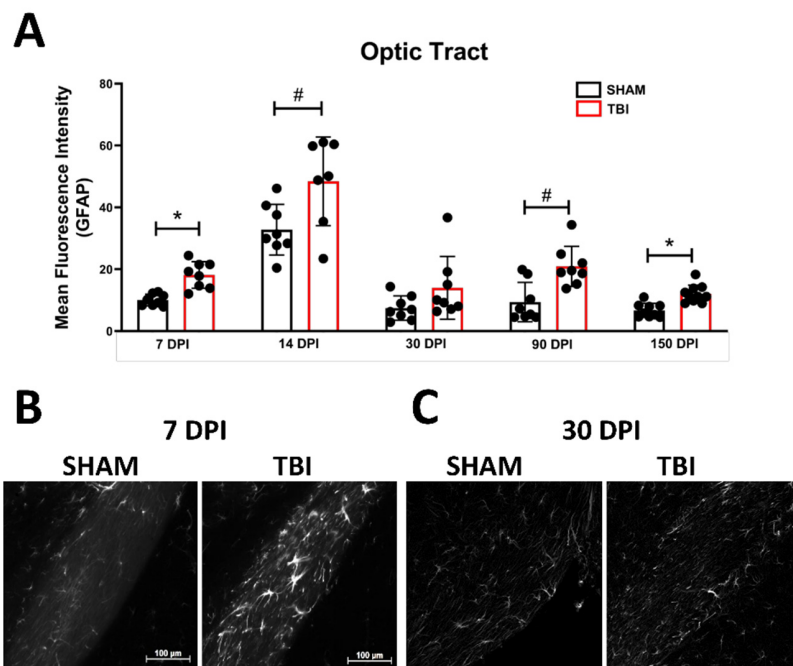 A
Optic Tract
Mean Fluorescence Intensity
(GFAP)
80
60
40
20
0
*
#
#
*
SHAM
TBI
7 DPI
14 DPI
30 DPI
90 DPI
150 DPI
B
7 DPI
SHAM
TBI
100 µm
100 µm
C
30 DPI
SHAM
TBI